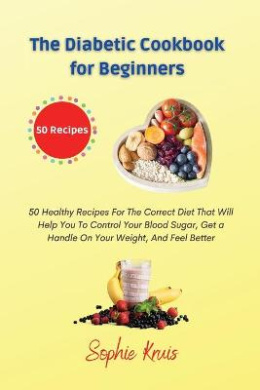 The Diabetic Cookbook
for Beginners
50 Recipes
50 Healthy Recipes For The Correct Diet That Will
Help You To Control Your Blood Sugar, Get a
Handle On Your Weight, And Feel Better
Sophie Kruis